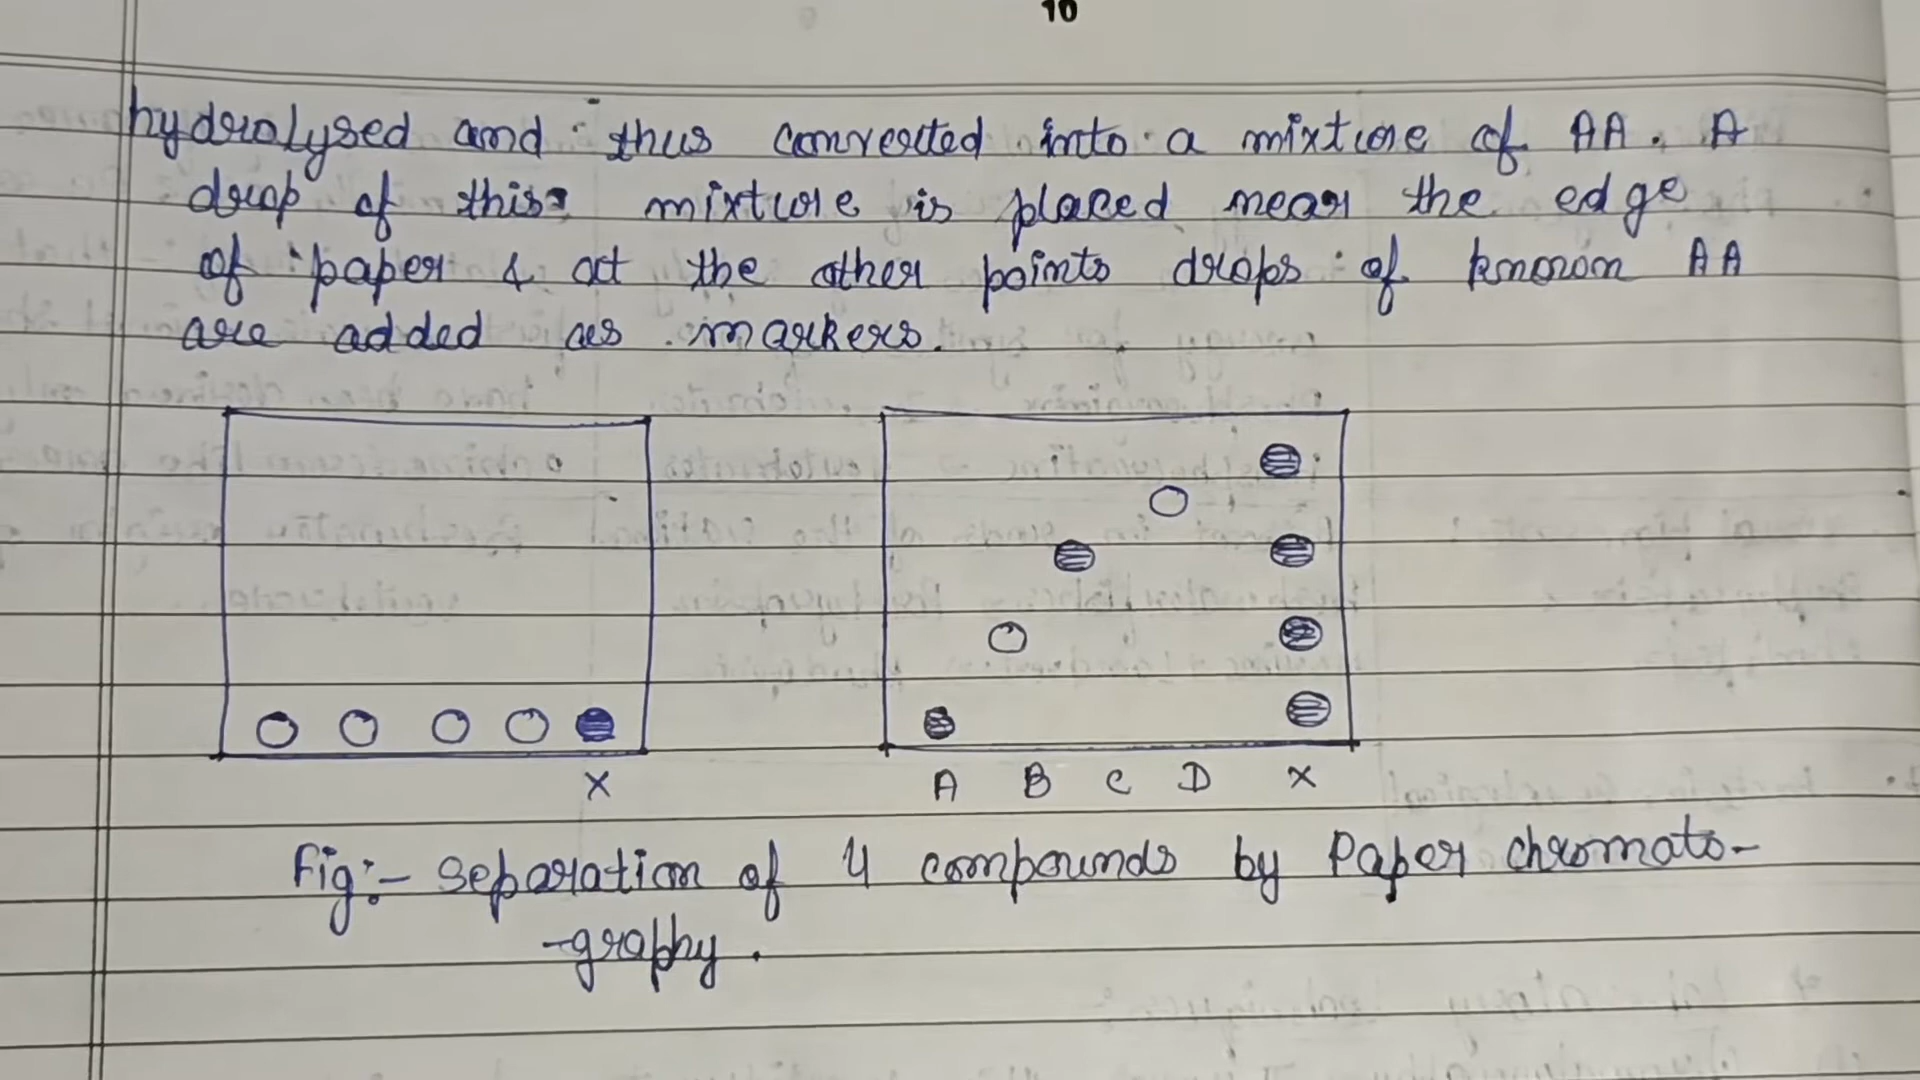 10
hydrolysed and thus converted into a mixture of AA. A
drop of this mixture is placed near the edge
of paper & at the other points drops of known AA
are added as markers.
X
A B C D X
Fig:- Separation of 4 compounds by Paper chromato-
-graphy.